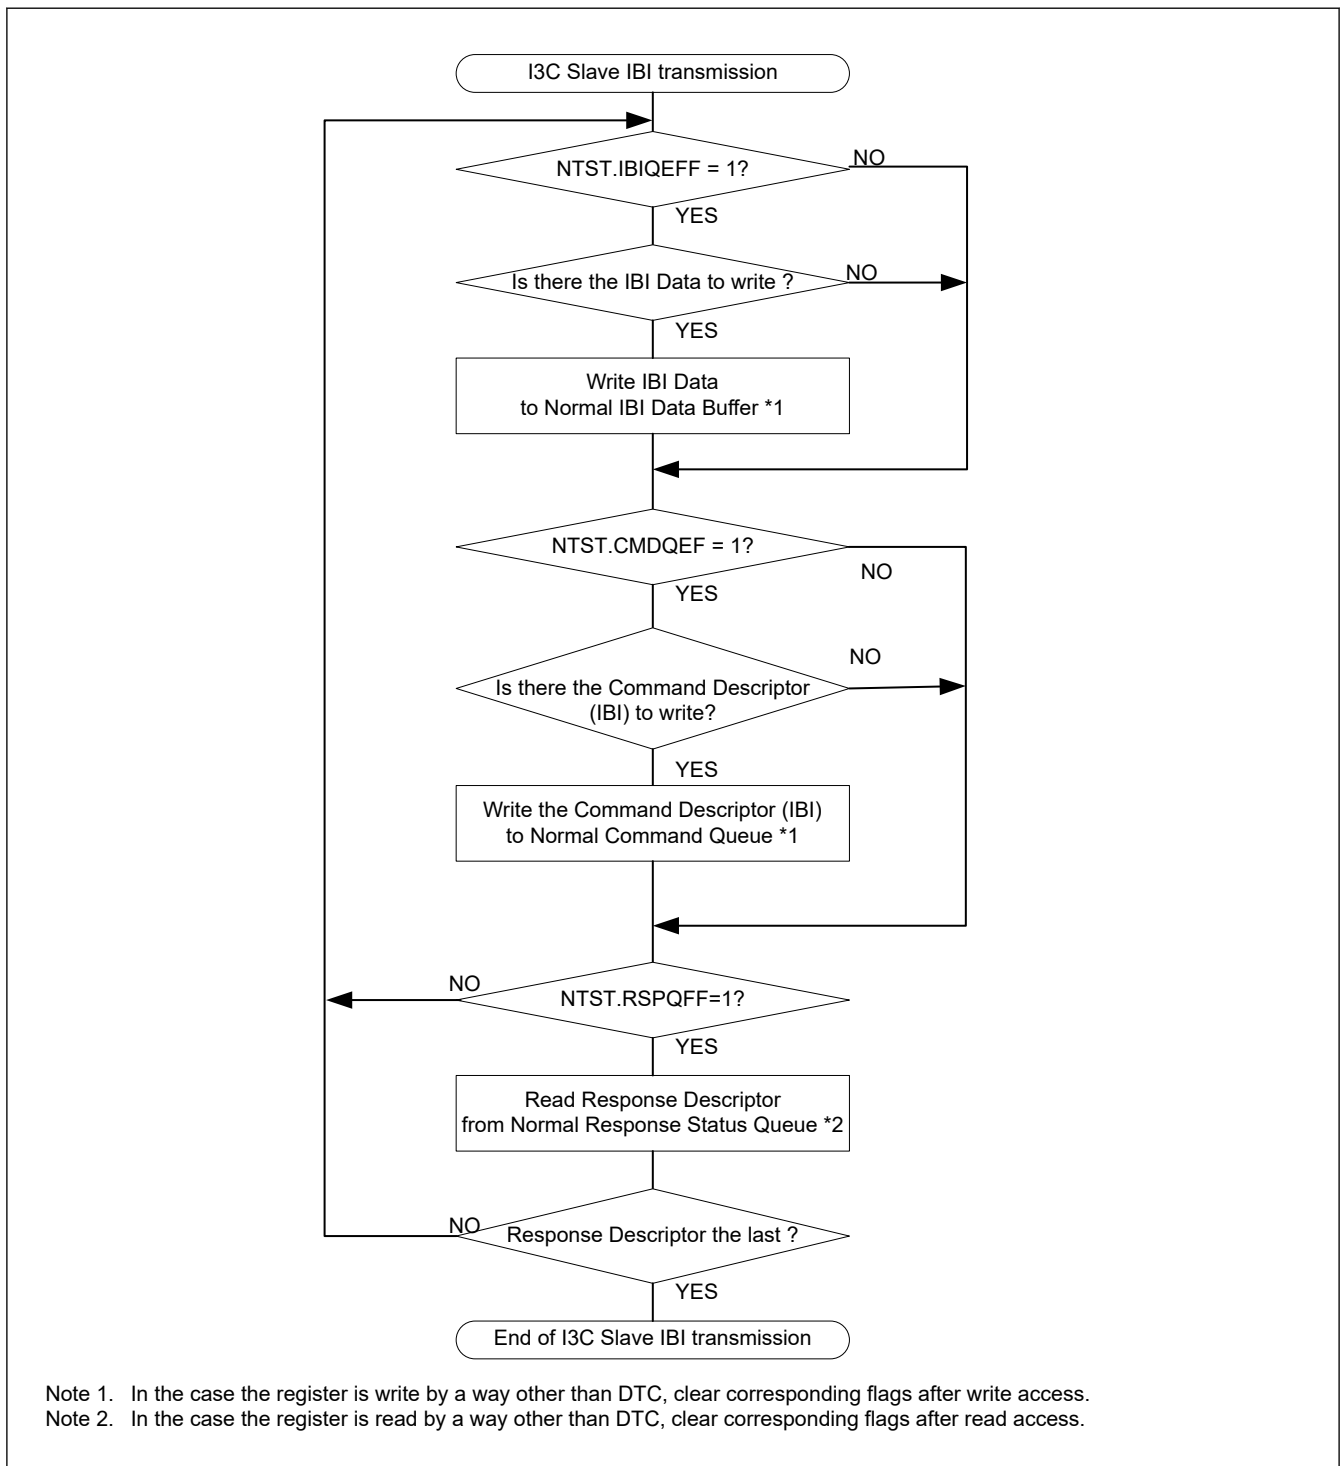 I3C Slave IBI transmission
NTST.IBIQEFF = 1?
NO
YES
Is there the IBI Data to write ?
NO
YES
Write IBI Data
to Normal IBI Data Buffer *1
NTST.CMDQEF = 1?
NO
YES
NO
Is there the Command Descriptor
(IBI) to write?
YES
Write the Command Descriptor (IBI)
to Normal Command Queue *1
NO
NTST.RSPQFF=1?
YES
Read Response Descriptor
from Normal Response Status Queue *2
NO
Response Descriptor the last ?
YES
End of I3C Slave IBI transmission
Note 1. In the case the register is write by a way other than DTC, clear corresponding flags after write access.
Note 2. In the case the register is read by a way other than DTC, clear corresponding flags after read access.